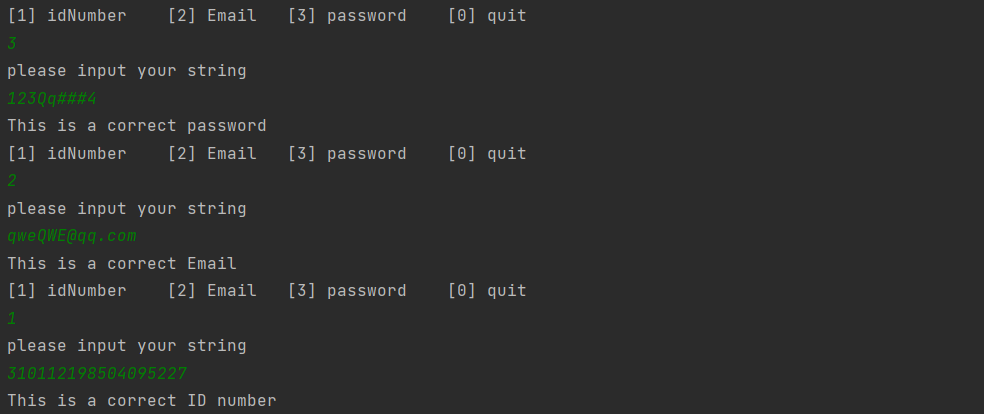 [1] idNumber    [2] Email   [3] password    [0] quit
3
please input your string
123Qq###4
This is a correct password
[1] idNumber    [2] Email   [3] password    [0] quit
2
please input your string
qweQWE@qq.com
This is a correct Email
[1] idNumber    [2] Email   [3] password    [0] quit
1
please input your string
310112198504095227
This is a correct ID number